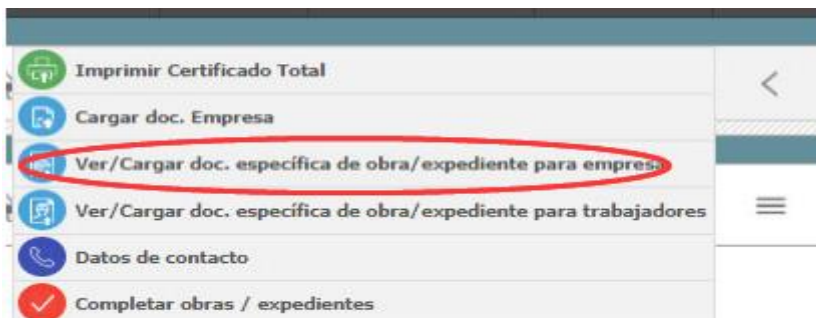 Imprimir Certificado Total
Cargar doc. Empresa
Ver/Cargar doc. específica de obra/expediente para empresa
Ver/Cargar doc. específica de obra/expediente para trabajadores
Datos de contacto
Completar obras / expedientes